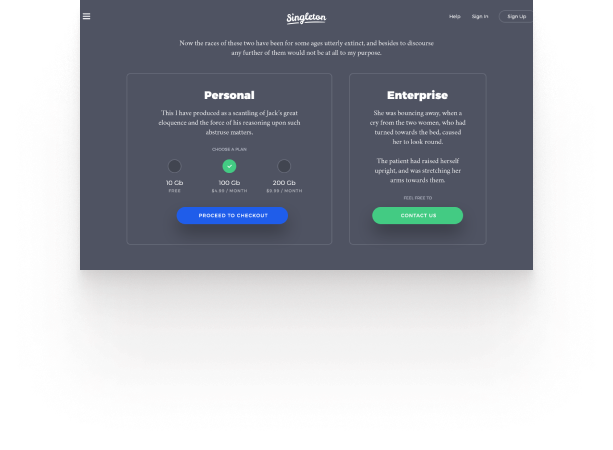 Singleton
Help Sign In Sign Up
Now the races of these two have been for some ages utterly extinct, and besides to discourse
any further of them would not be at all to my purpose.
Personal
This I have produced as a scantling of Jack's great
eloquence and the force of his reasoning upon such
abstruse matters.
CHOOSE A PLAN
10 Gb 100 Gb 200 Gb
FREE $4.99 / MONTH $9.99 / MONTH
PROCEED TO CHECKOUT
Enterprise
She was bouncing away, when a
cry from the two women, who had
turned towards the bed, caused
her to look round.
The patient had raised herself
upright, and was stretching her
arms towards them.
FEEL FREE TO
CONTACT US